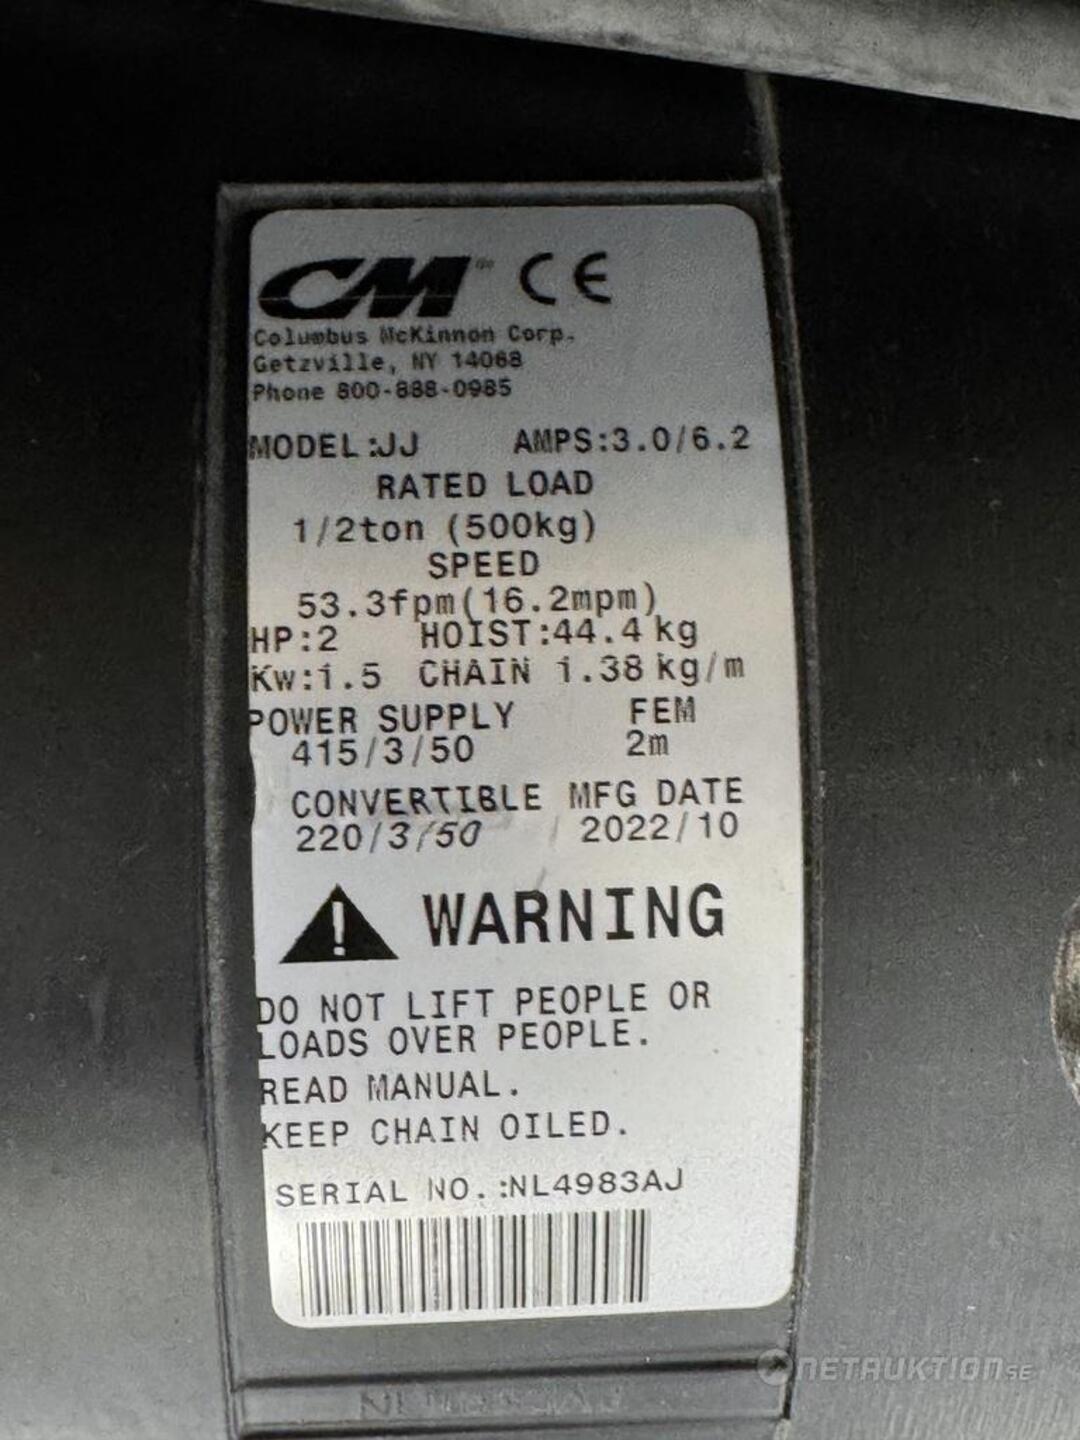 CM CE
Columbus McKinnon Corp.
Getzville, NY 14068
Phone 800-888-0985
MODEL:JJ AMPS:3.0/6.2
RATED LOAD
1/2ton (500kg)
SPEED
53.3fpm(16.2mpm)
HP:2 HOIST:44.4kg
Kw:1.5 CHAIN 1.38kg/m
POWER SUPPLY FEM
415/3/50 2m
CONVERTIBLE MFG DATE
220/3/50 2022/10
! WARNING
DO NOT LIFT PEOPLE OR
LOADS OVER PEOPLE.
READ MANUAL.
KEEP CHAIN OILED.
SERIAL NO.:NL4983AJ
NETRUKTION.SE